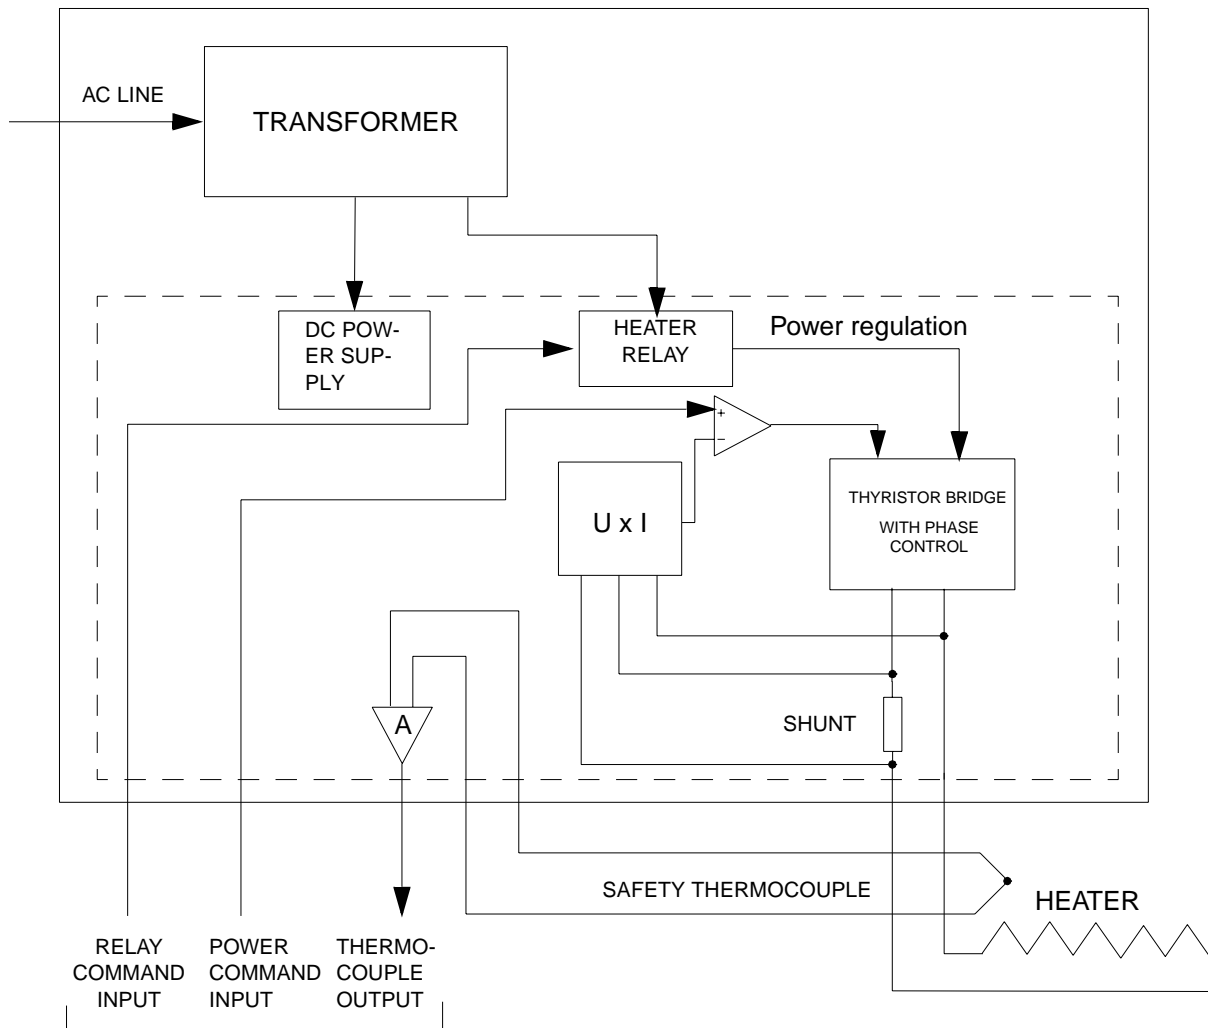 AC LINE
TRANSFORMER
DC POW-
ER SUP-
PLY
HEATER
RELAY
Power regulation
+
−
THYRISTOR BRIDGE
WITH PHASE
CONTROL
U x I
A
SHUNT
SAFETY THERMOCOUPLE
HEATER
RELAY
COMMAND
INPUT
POWER
COMMAND
INPUT
THERMO-
COUPLE
OUTPUT